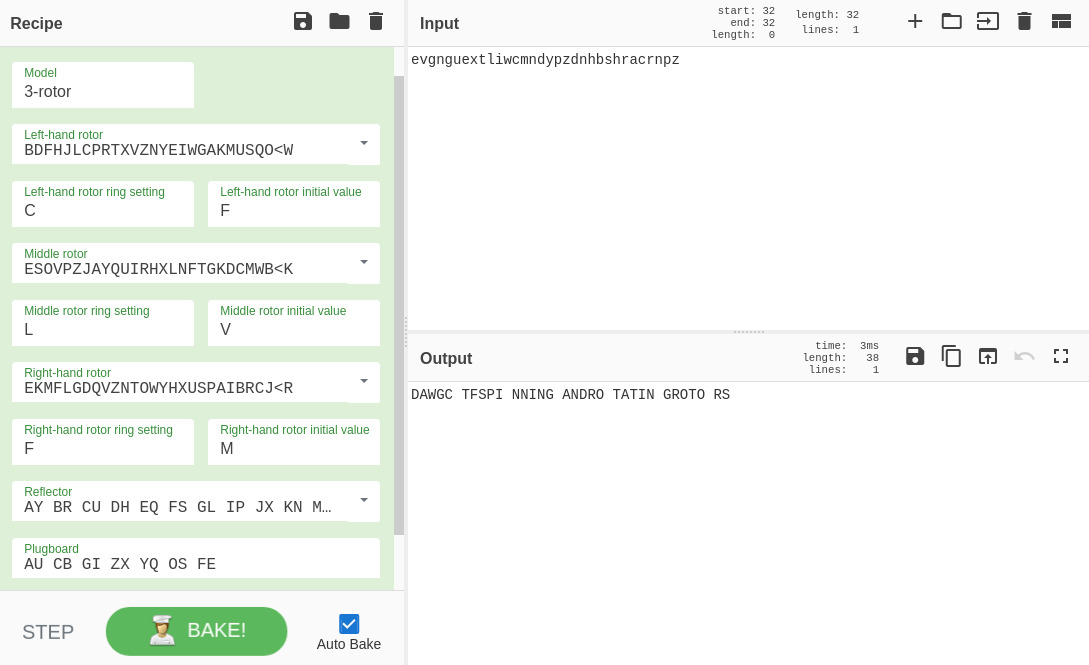 Recipe
Model
3-rotor
Left-hand rotor
BDFHJLCPRTXVZNYEIWGAKMUSQO<W
Left-hand rotor ring setting
C
Left-hand rotor initial value
F
Middle rotor
ESOVPZJAYQUIRHXLNFTGKDCMWB<K
Middle rotor ring setting
L
Middle rotor initial value
V
Right-hand rotor
EKMFLGDQVZNTOWYHXUSPAIBRCJ<R
Right-hand rotor ring setting
F
Right-hand rotor initial value
M
Reflector
AY BR CU DH EQ FS GL IP JX KN M…
Plugboard
AU CB GI ZX YQ OS FE
STEP
BAKE!
Auto Bake
Input
start: 32
end: 32
length: 0
length: 32
lines: 1
evgnguextliwcmndypzdnhbshracrnpz
Output
time: 3ms
length: 38
lines: 1
DAWGC TFSPI NNING ANDRO TATIN GROTO RS